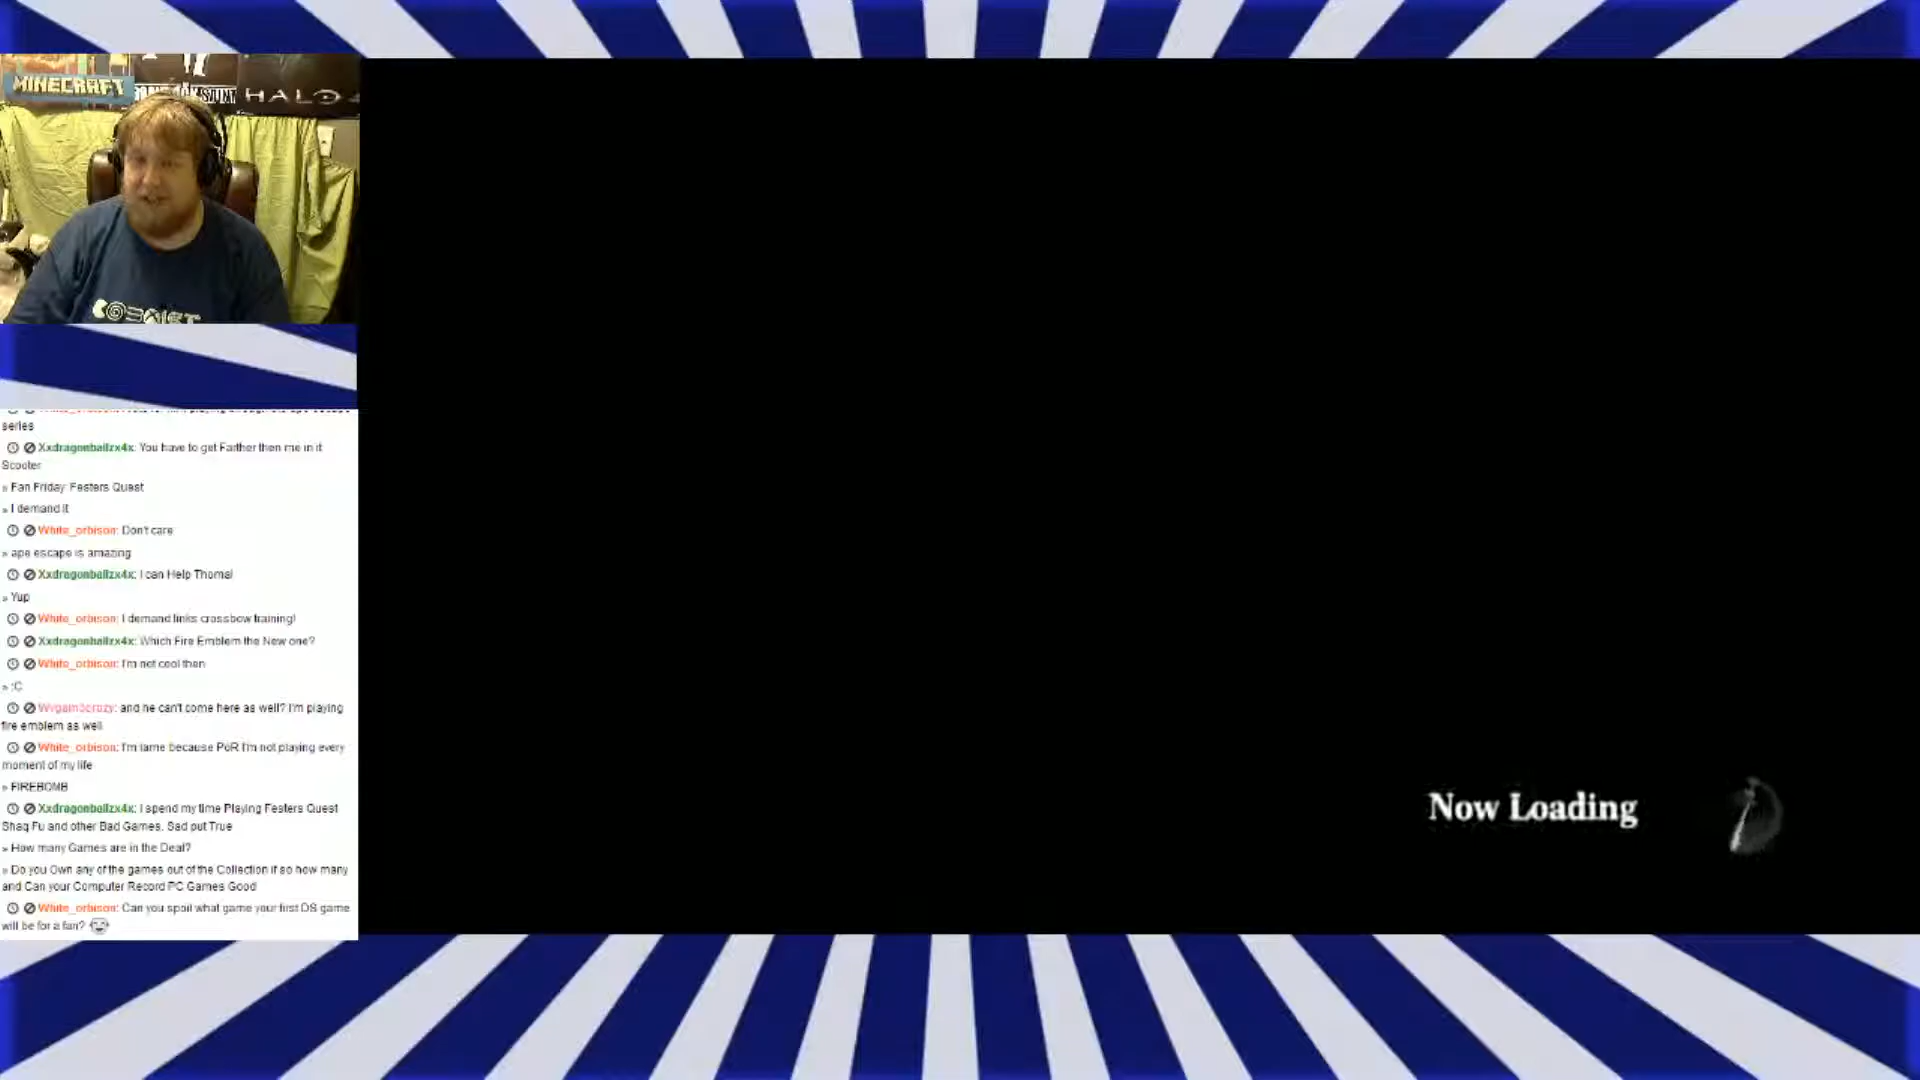 MINECRAFT
HALO 4
series
Xxdragonballzx4x: You have to get Farther then me in it
Scooter
» Fan Friday: Festers Quest
» I demand it
White_orbison: Don't care
» ape escape is amazing
Xxdragonballzx4x: I can Help Thomal
» Yup
White_orbison: I demand links crossbow training!
Xxdragonballzx4x: Which Fire Emblem the New one?
White_orbison: I'm not cool then
» :C
and he can't come here as well? I'm playing
fire emblem as well
White_orbison: I'm lame because PoR I'm not playing every
moment of my life
» FIREBOMB
Xxdragonballzx4x: I spend my time Playing Festers Quest
Shaq Fu and other Bad Games. Sad put True
» How many Games are in the Deal?
» Do you Own any of the games out of the Collection if so how many
and Can your Computer Record PC Games Good
White_orbison: Can you spoil what game your first DS game
will be for a fan?
Now Loading